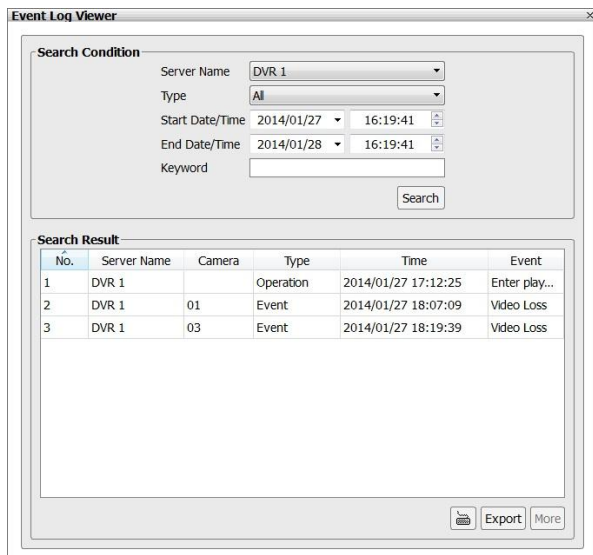 Event Log Viewer
Search Condition
Server Name DVR 1
Type All
Start Date/Time 2014/01/27 16:19:41
End Date/Time 2014/01/28 16:19:41
Keyword
Search
Search Result
No. Server Name Camera Type Time Event
1 DVR 1 Operation 2014/01/27 17:12:25 Enter play...
2 DVR 1 01 Event 2014/01/27 18:07:09 Video Loss
3 DVR 1 03 Event 2014/01/27 18:19:39 Video Loss
Export More